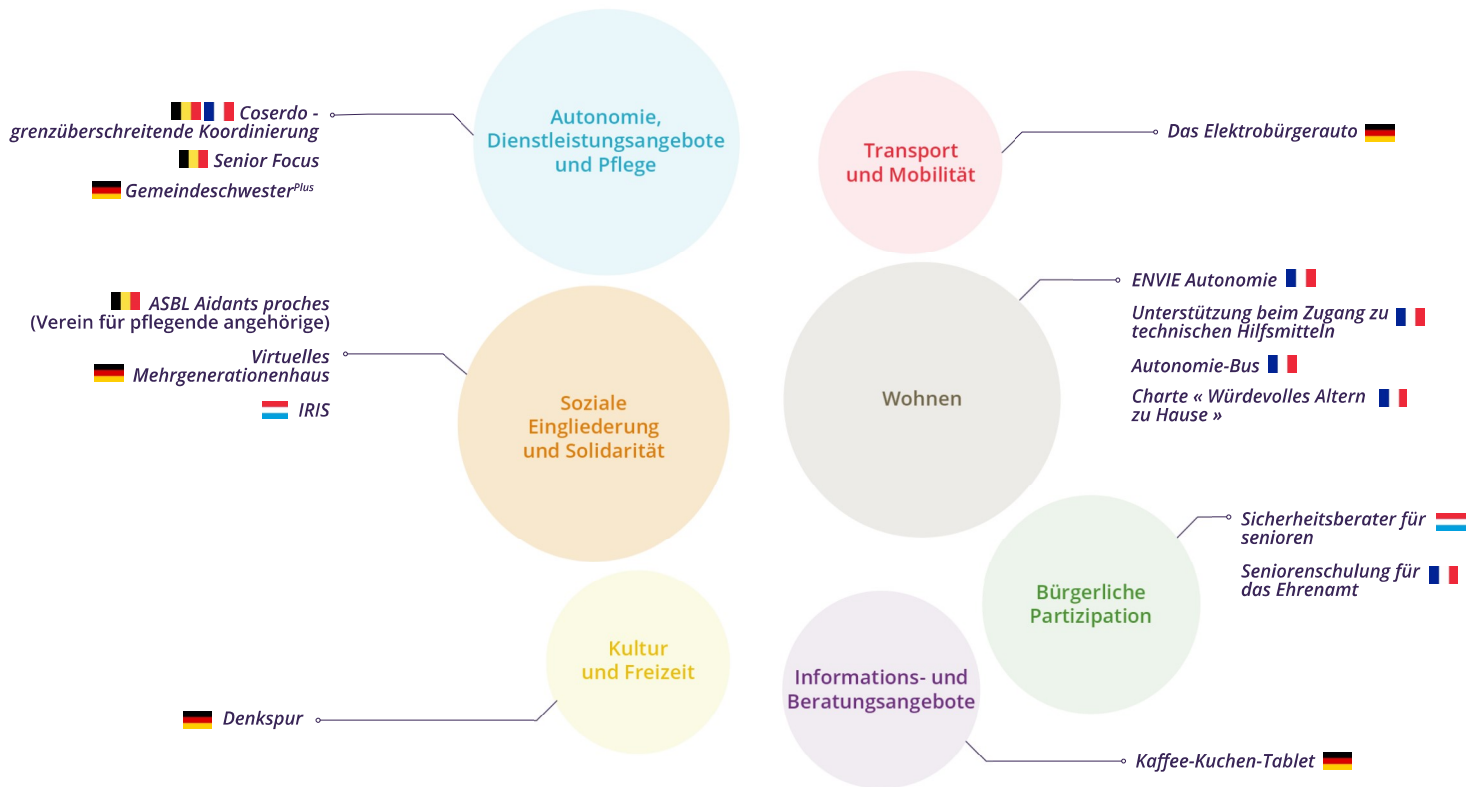 Coserdo -
grenzüberschreitende Koordinierung
Senior Focus
GemeindeschwesterPlus
Autonomie,
Dienstleistungsangebote
und Pflege
Transport
und Mobilität
Das Elektrobürgerauto
ASBL Aidants proches
(Verein für pflegende angehörige)
Virtuelles
Mehrgenerationenhaus
IRIS
Soziale
Eingliederung
und Solidarität
Wohnen
ENVIE Autonomie
Unterstützung beim Zugang zu
technischen Hilfsmitteln
Autonomie-Bus
Charte « Würdevolles Altern
zu Hause »
Bürgerliche
Partizipation
Sicherheitsberater für
senioren
Seniorenschulung für
das Ehrenamt
Kultur
und Freizeit
Denkspur
Informations- und
Beratungsangebote
Kaffee-Kuchen-Tablet